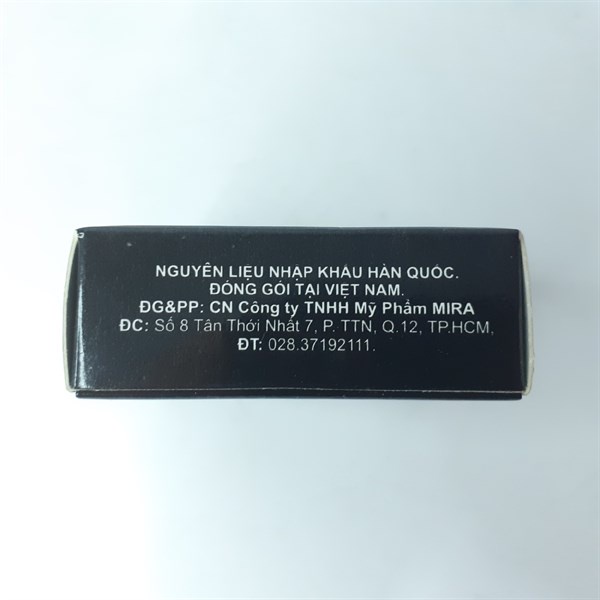 NGUYÊN LIỆU NHẬP KHẨU HÀN QUỐC.
ĐÓNG GÓI TẠI VIỆT NAM.
ĐG&PP: CN Công ty TNHH Mỹ Phẩm MIRA
ĐC: Số 8 Tân Thới Nhất 7, P. TTN, Q.12, TP.HCM,
ĐT: 028.37192111.